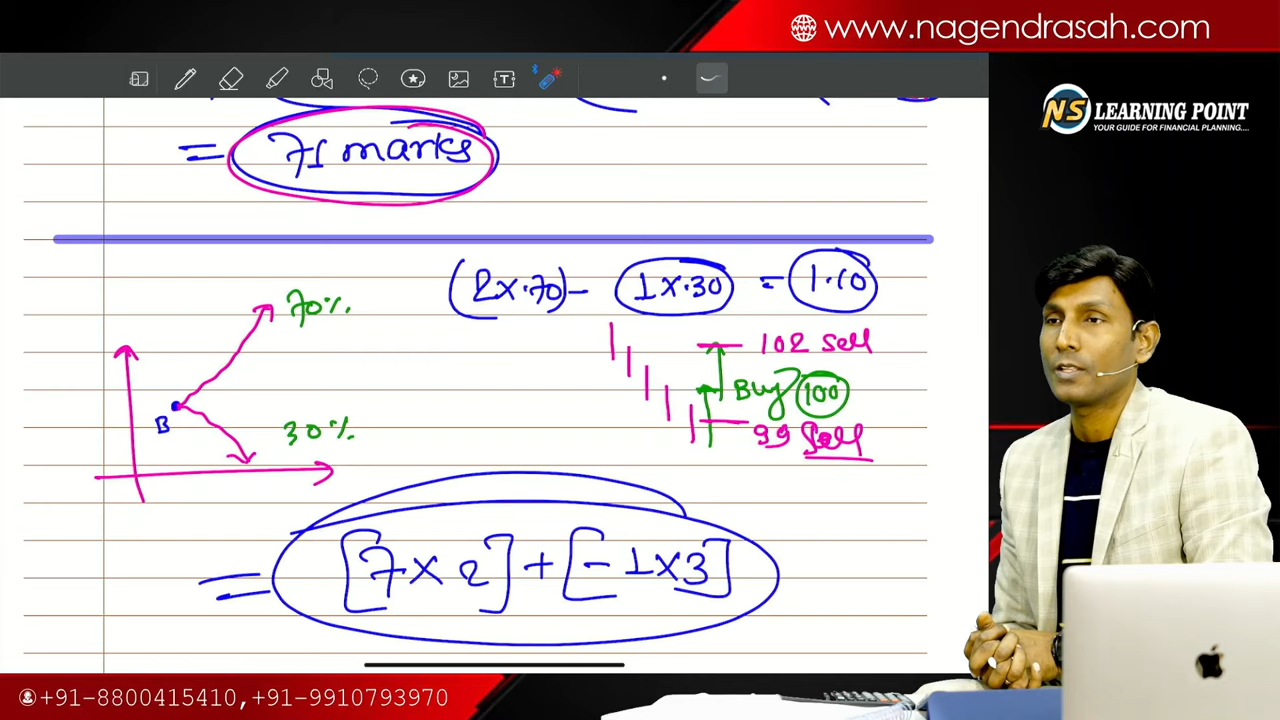 www.nagendrasah.com
NS LEARNING POINT
YOUR GUIDE FOR FINANCIAL PLANNING....
= 71 marks
(2x.70) - 1x.30 = 1.10
70%
102 sell
Buy 100
B
30%
99 sell
= [7x2]+[-1x3]
+91-8800415410,+91-9910793970